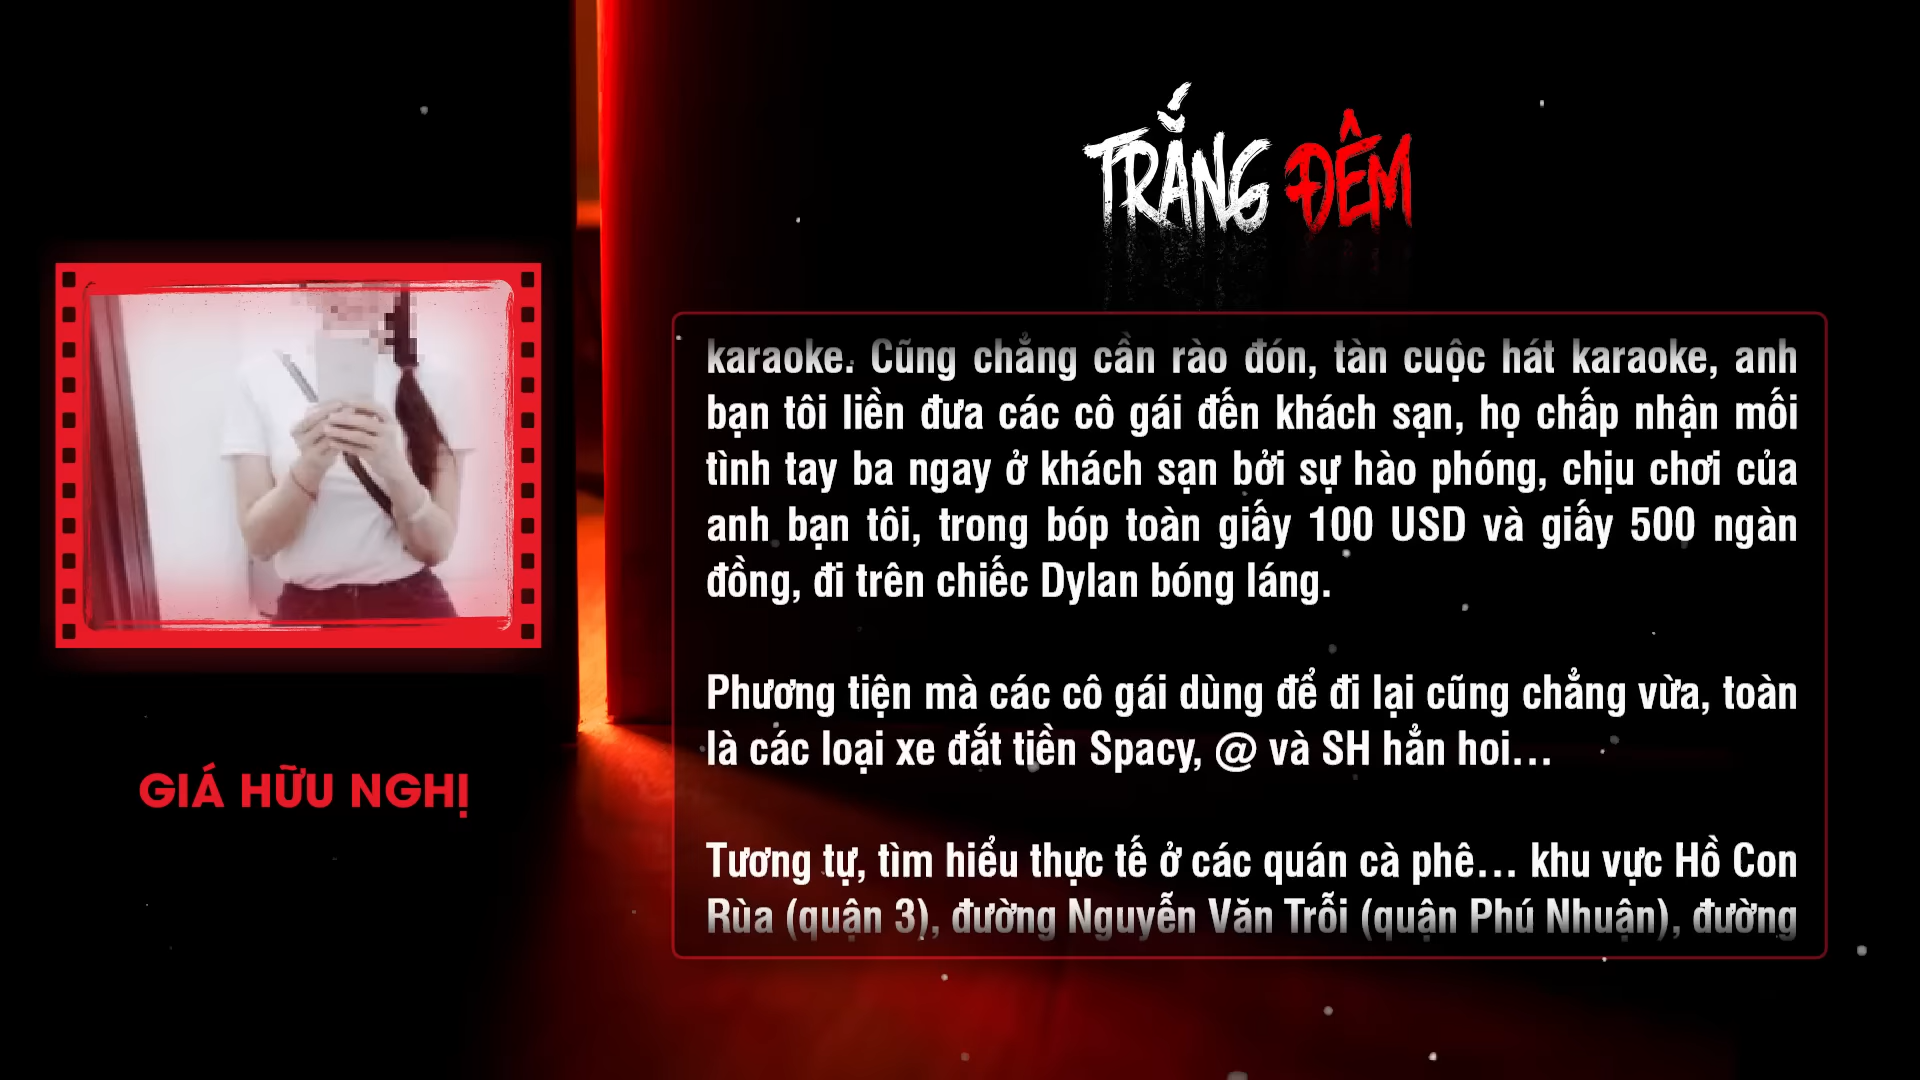 TRẮNG ĐÊM
karaoke. Cũng chẳng cần rào đón, tàn cuộc hát karaoke, anh
bạn tôi liền đưa các cô gái đến khách sạn, họ chấp nhận mối
tình tay ba ngay ở khách sạn bởi sự hào phóng, chịu chơi của
anh bạn tôi, trong bóp toàn giấy 100 USD và giấy 500 ngàn
đồng, đi trên chiếc Dylan bóng láng.
Phương tiện mà các cô gái dùng để đi lại cũng chẳng vừa, toàn
là các loại xe đắt tiền Spacy, @ và SH hẳn hoi...
Tương tự, tìm hiểu thực tế ở các quán cà phê... khu vực Hồ Con
Rùa (quận 3), đường Nguyễn Văn Trỗi (quận Phú Nhuận), đường
GIÁ HỮU NGHỊ